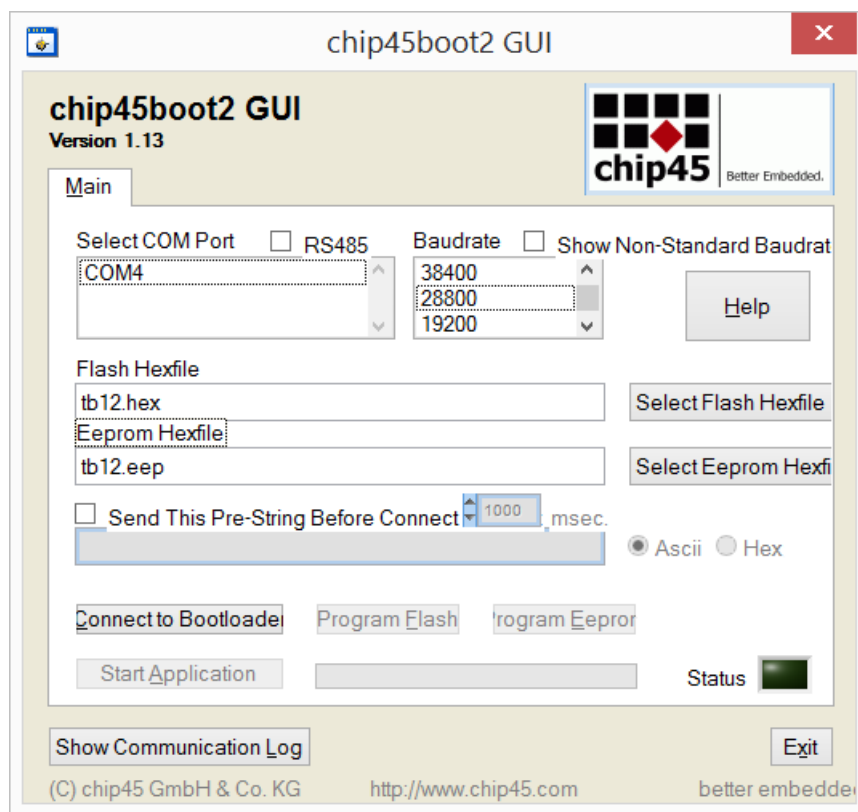 chip45boot2 GUI
chip45boot2 GUI
Version 1.13
chip45
Better Embedded.
Main
Select COM Port
RS485
Baudrate
Show Non-Standard Baudrat
COM4
38400
28800
19200
Help
Flash Hexfile
tb12.hex
Select Flash Hexfile
Eeprom Hexfile
tb12.eep
Select Eeprom Hexfi
Send This Pre-String Before Connect
1000
msec.
Ascii
Hex
Connect to Bootloader
Program Flash
rogram Eepror
Start Application
Status
Show Communication Log
Exit
(C) chip45 GmbH & Co. KG
http://www.chip45.com
better embedde